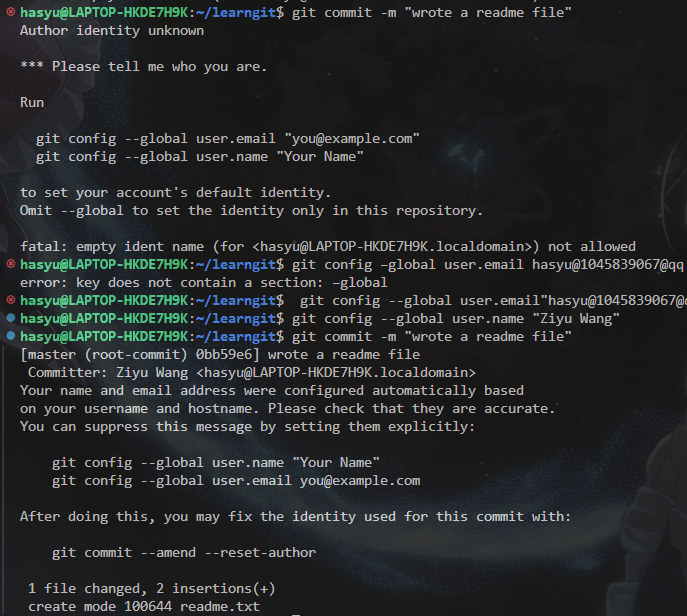 hasyu@LAPTOP-HKDE7H9K:~/learngit$ git commit -m "wrote a readme file"
Author identity unknown
*** Please tell me who you are.
Run
git config --global user.email "you@example.com"
git config --global user.name "Your Name"
to set your account's default identity.
Omit --global to set the identity only in this repository.
fatal: empty ident name (for <hasyu@LAPTOP-HKDE7H9K.localdomain>) not allowed
hasyu@LAPTOP-HKDE7H9K:~/learngit$ git config –global user.email hasyu@1045839067@qq
error: key does not contain a section: –global
hasyu@LAPTOP-HKDE7H9K:~/learngit$  git config --global user.email"hasyu@1045839067@
hasyu@LAPTOP-HKDE7H9K:~/learngit$ git config --global user.name "Ziyu Wang"
hasyu@LAPTOP-HKDE7H9K:~/learngit$ git commit -m "wrote a readme file"
[master (root-commit) 0bb59e6] wrote a readme file
Committer: Ziyu Wang <hasyu@LAPTOP-HKDE7H9K.localdomain>
Your name and email address were configured automatically based
on your username and hostname. Please check that they are accurate.
You can suppress this message by setting them explicitly:
git config --global user.name "Your Name"
git config --global user.email you@example.com
After doing this, you may fix the identity used for this commit with:
git commit --amend --reset-author
1 file changed, 2 insertions(+)
create mode 100644 readme.txt